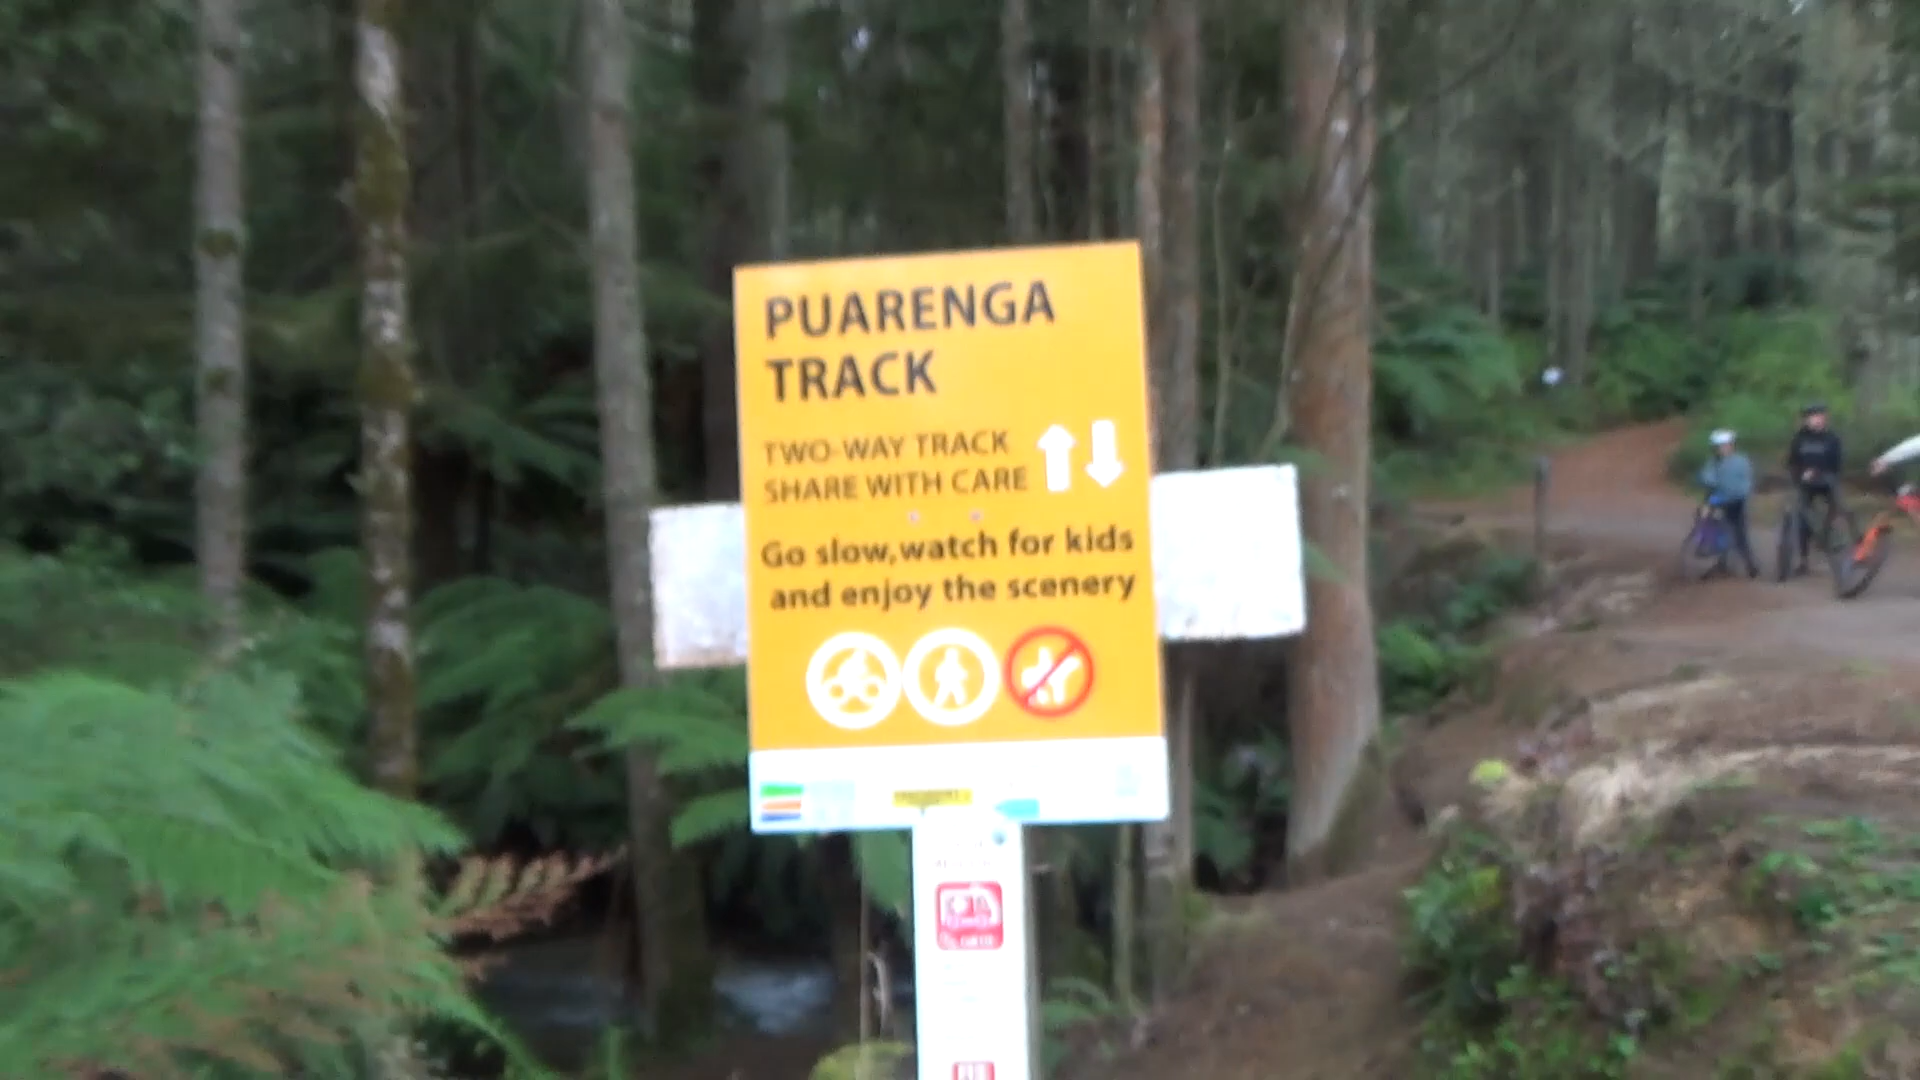 PUARENGA
TRACK
TWO-WAY TRACK
SHARE WITH CARE
Go slow, watch for kids
and enjoy the scenery